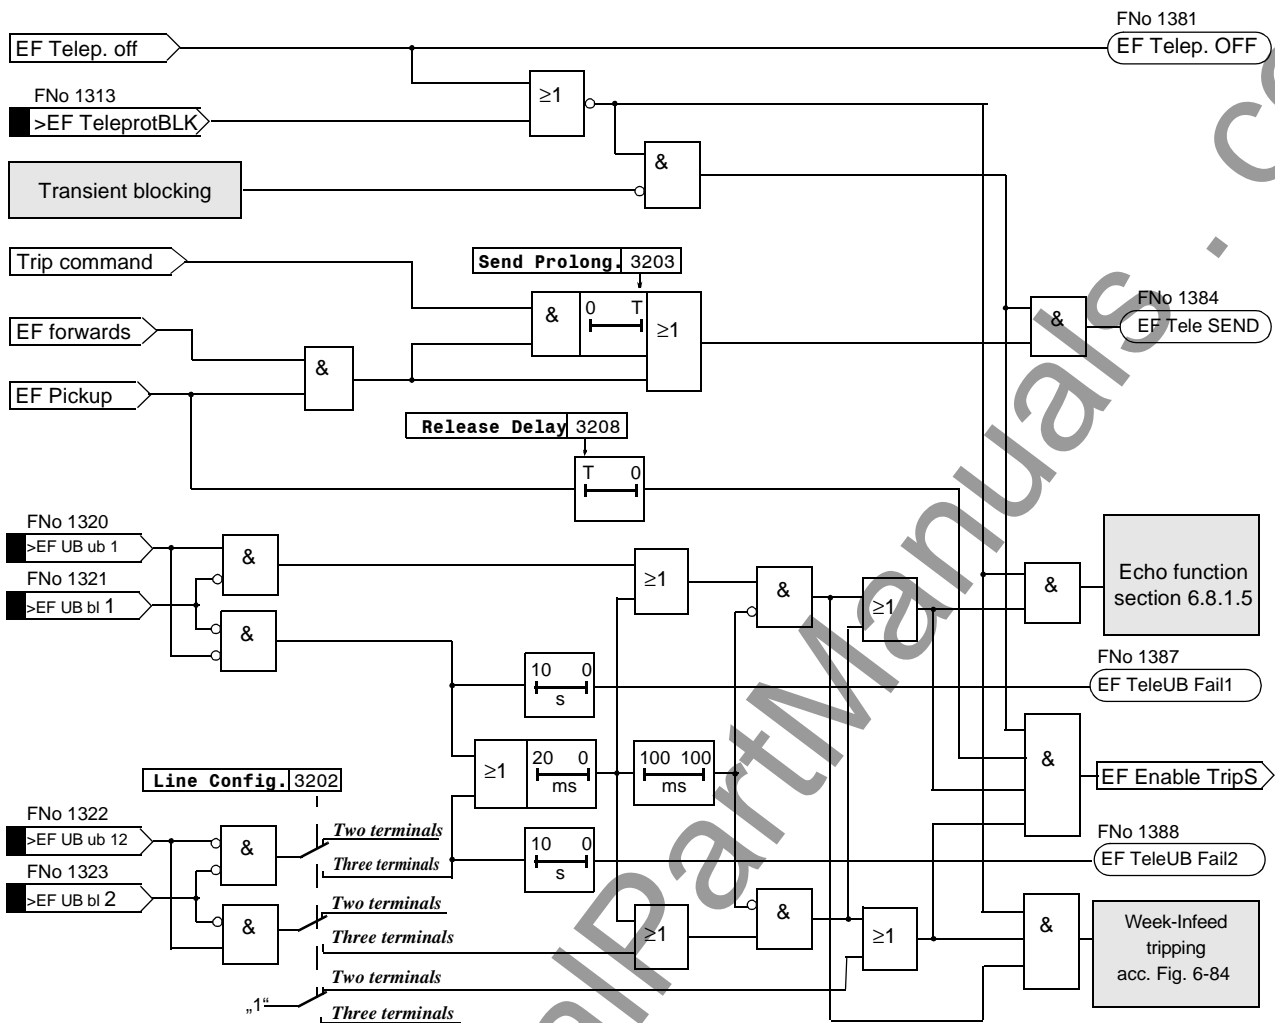 FNo 1381
EF Telep. off
EF Telep. OFF
≥1
FNo 1313
>EF TeleprotBLK
&
Transient blocking
Trip command
Send Prolong. 3203
FNo 1384
& 0 T ≥1
&
EF Tele SEND
EF forwards
&
EF Pickup
Release Delay 3208
T 0
FNo 1320
>EF UB ub 1
&
FNo 1321
>EF UB bl 1
≥1
&
≥1
&
Echo function
section 6.8.1.5
&
FNo 1387
10 0
s
EF TeleUB Fail1
≥1
20 0
ms
100 100
ms
&
EF Enable TripS
Line Config. 3202
FNo 1322
>EF UB ub 12
&
Two terminals
Three terminals
FNo 1388
10 0
s
EF TeleUB Fail2
FNo 1323
>EF UB bl 2
&
Two terminals
Three terminals
≥1
&
≥1
&
Week-Infeed
tripping
acc. Fig. 6-84
Two terminals
„1“
Three terminals